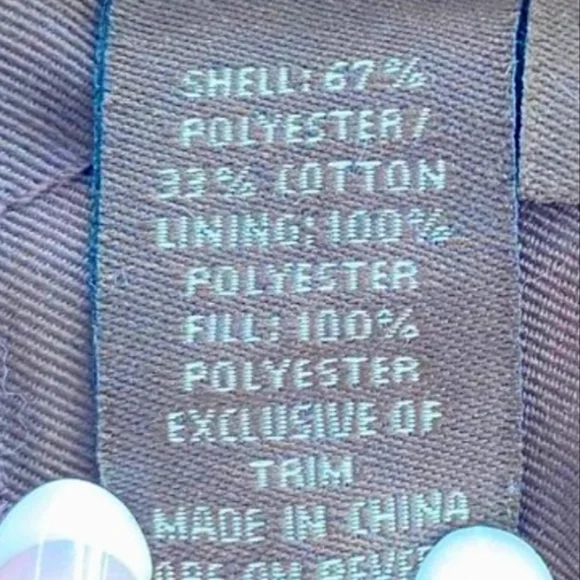 SHELL: 67%
POLYESTER/
33% COTTON
LINING: 100%
POLYESTER
FILL: 100%
POLYESTER
EXCLUSIVE OF
TRIM
MADE IN CHINA